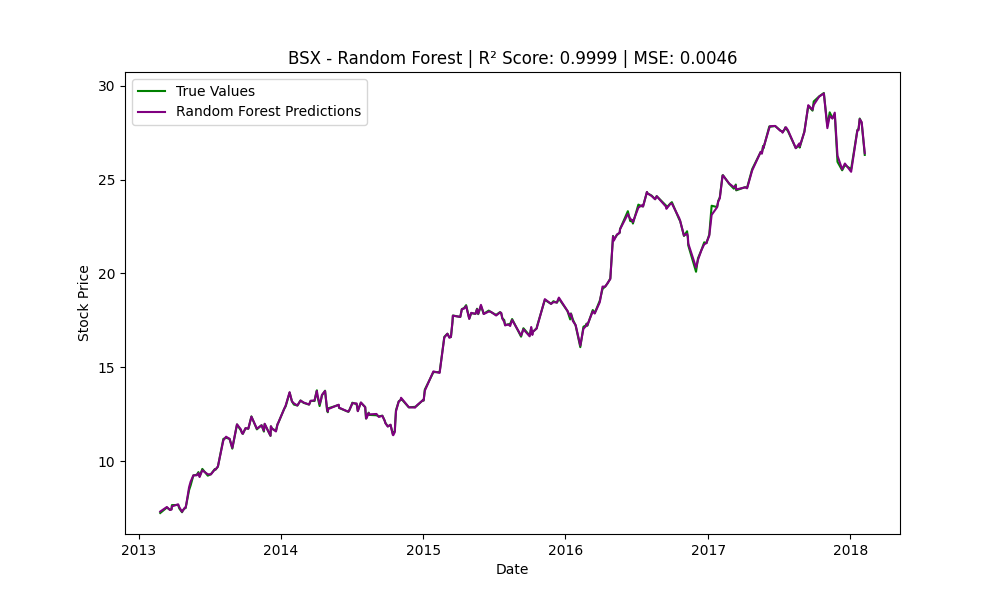 BSX - Random Forest | R² Score: 0.9999 | MSE: 0.0046
True Values
Random Forest Predictions
Stock Price
30
25
20
15
10
2013
2014
2015
2016
2017
2018
Date